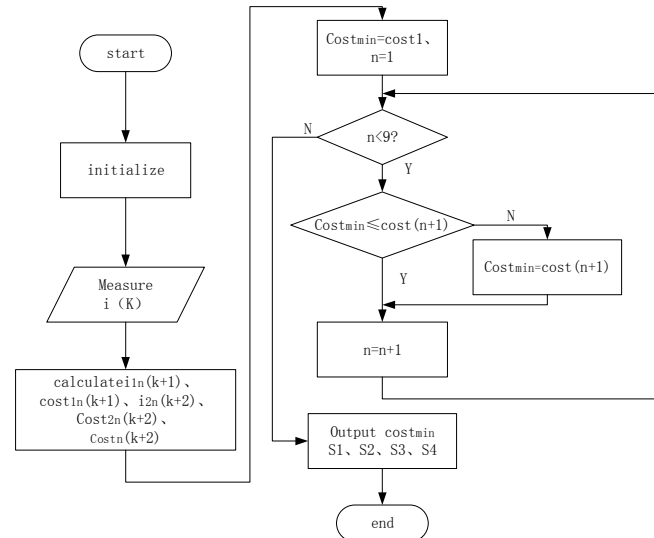 start
initialize
Measure
i（K）
calculatei1n(k+1)、
cost1n(k+1)、i2n(k+2)、
Cost2n(k+2)、
Costn(k+2)
Costmin=cost1、
n=1
n<9?
N
Y
Costmin≤cost(n+1)
N
Costmin=cost(n+1)
Y
n=n+1
Output costmin
S1、S2、S3、S4
end